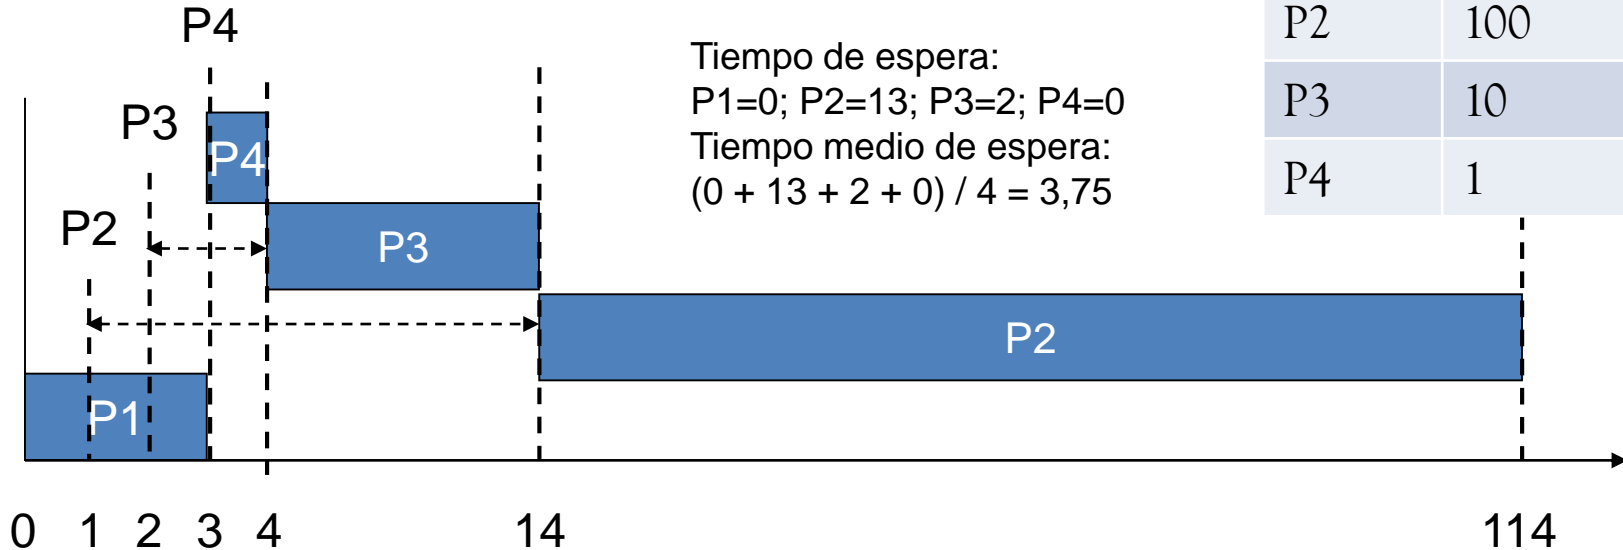 P4
Tiempo de espera:
P1=0; P2=13; P3=2; P4=0
Tiempo medio de espera:
(0 + 13 + 2 + 0) / 4 = 3,75
P2 100
P3 10
P4 1
P3
P4
P2
P3
P2
P1
0 1 2 3 4 14 114